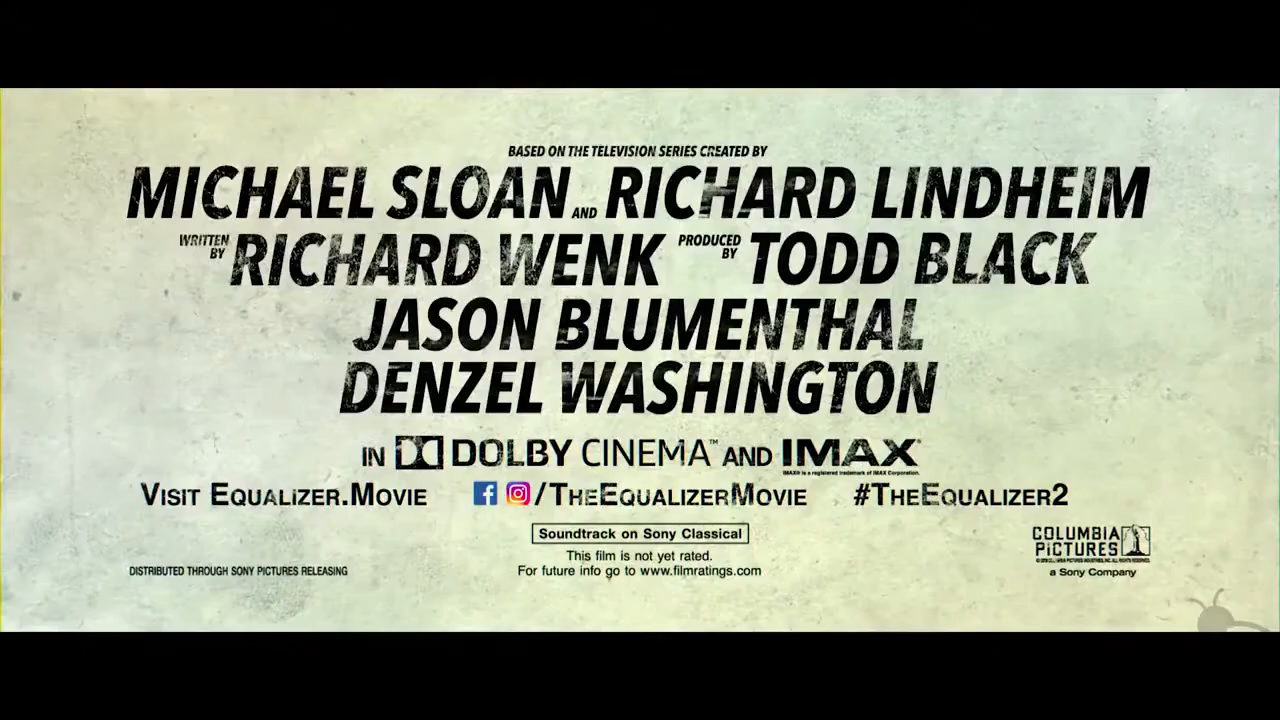 BASED ON THE TELEVISION SERIES CREATED BY
MICHAEL SLOAN AND RICHARD LINDHEIM
WRITTEN BY RICHARD WENK PRODUCED BY TODD BLACK
JASON BLUMENTHAL
DENZEL WASHINGTON
IN DOLBY CINEMA™ AND IMAX®
IMAX® is a registered trademark of IMAX Corporation.
VISIT EQUALIZER.MOVIE /THEEQUALIZERMOVIE #THEEQUALIZER2
Soundtrack on Sony Classical
COLUMBIA
PICTURES
This film is not yet rated.
DISTRIBUTED THROUGH SONY PICTURES RELEASING
For future info go to www.filmratings.com
a Sony Company